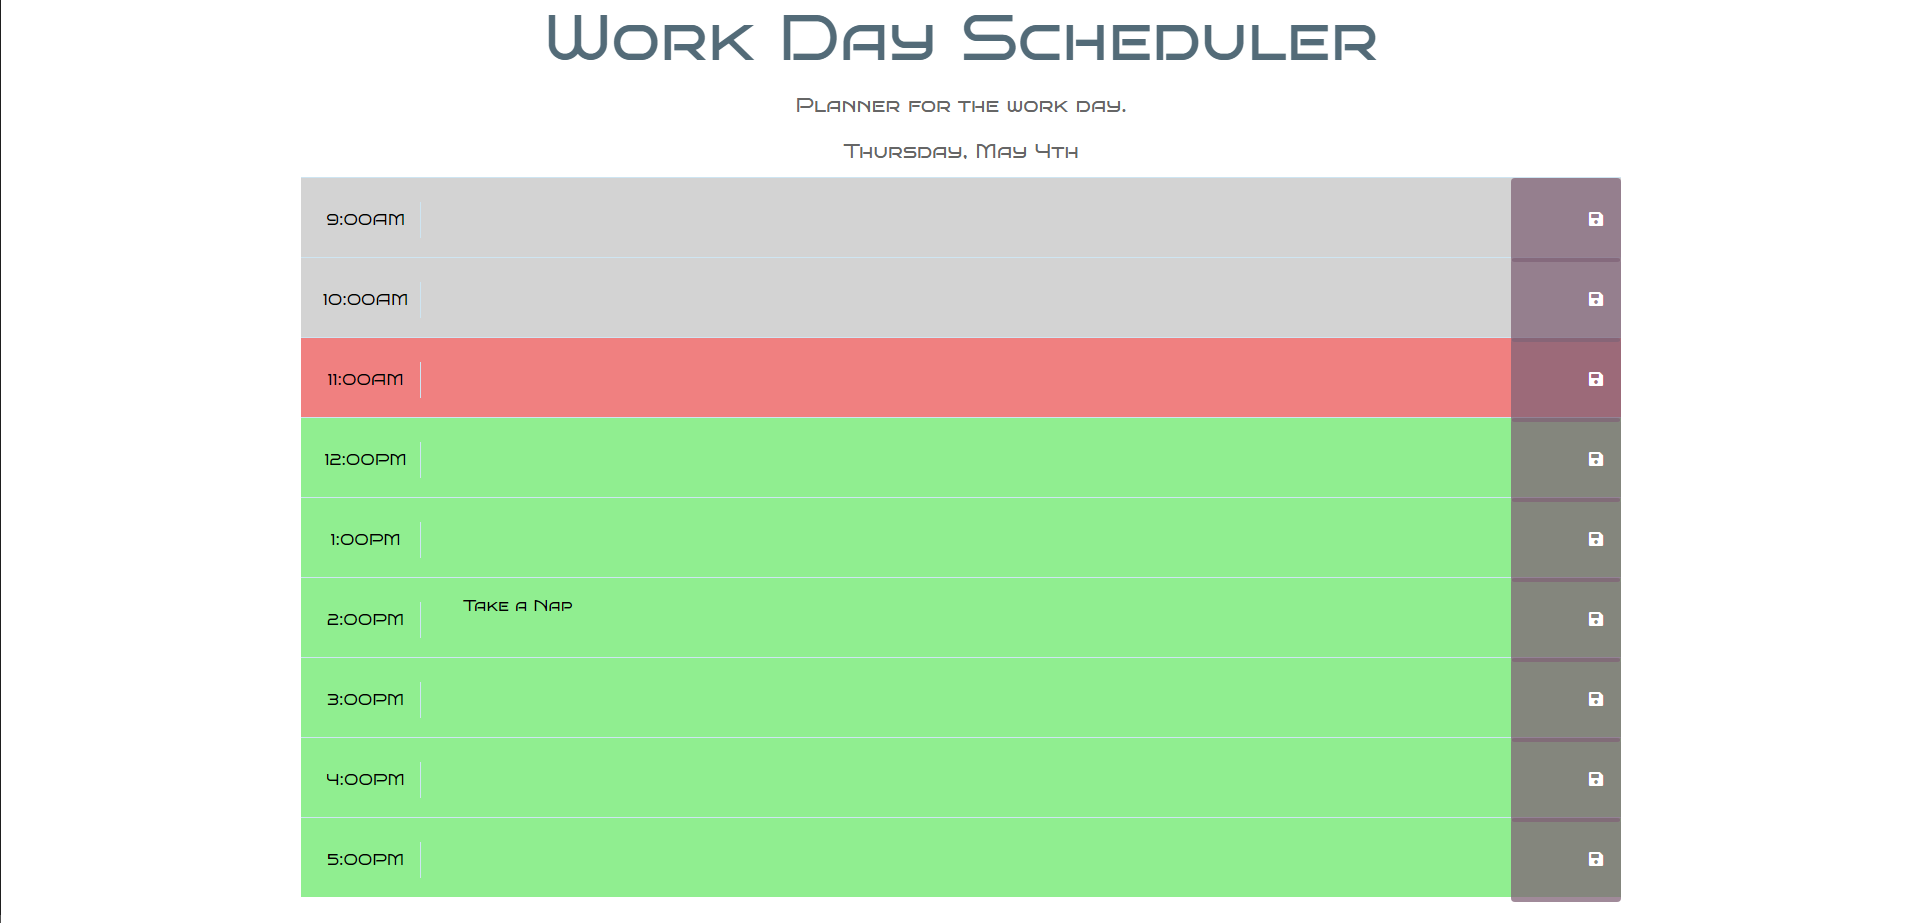 Work Day Scheduler
Planner for the work day.
Thursday, May 4th
9:00AM
10:00AM
11:00AM
12:00PM
1:00PM
2:00PM Take a Nap
3:00PM
4:00PM
5:00PM